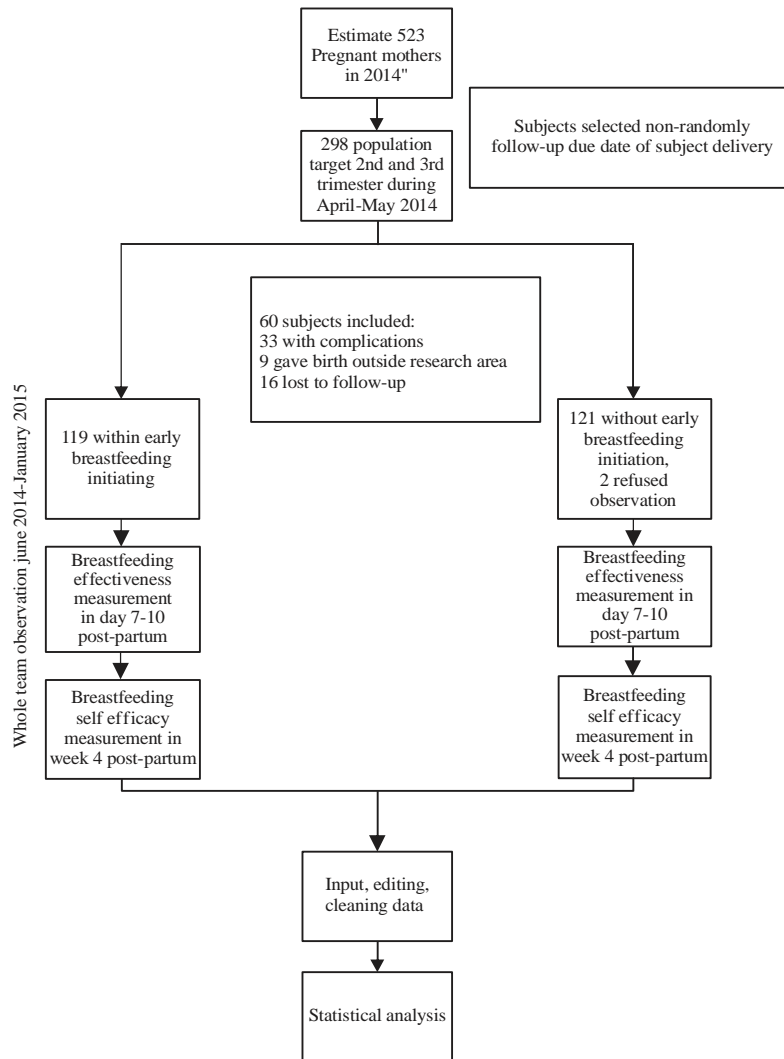 Estimate 523
Pregnant mothers
in 2014"
Subjects selected non-randomly
follow-up due date of subject delivery
298 population
target 2nd and 3rd
trimester during
April-May 2014
60 subjects included:
33 with complications
9 gave birth outside research area
16 lost to follow-up
Whole team observation june 2014-January 2015
119 within early
breastfeeding
initiating
121 without early
breastfeeding
initiation,
2 refused
observation
Breastfeeding
effectiveness
measurement
in day 7-10
post-partum
Breastfeeding
effectiveness
measurement in
day 7-10
post-partum
Breastfeeding
self efficacy
measurement in
week 4 post-partum
Breastfeeding
self efficacy
measurement in
week 4 post-partum
Input, editing,
cleaning data
Statistical analysis